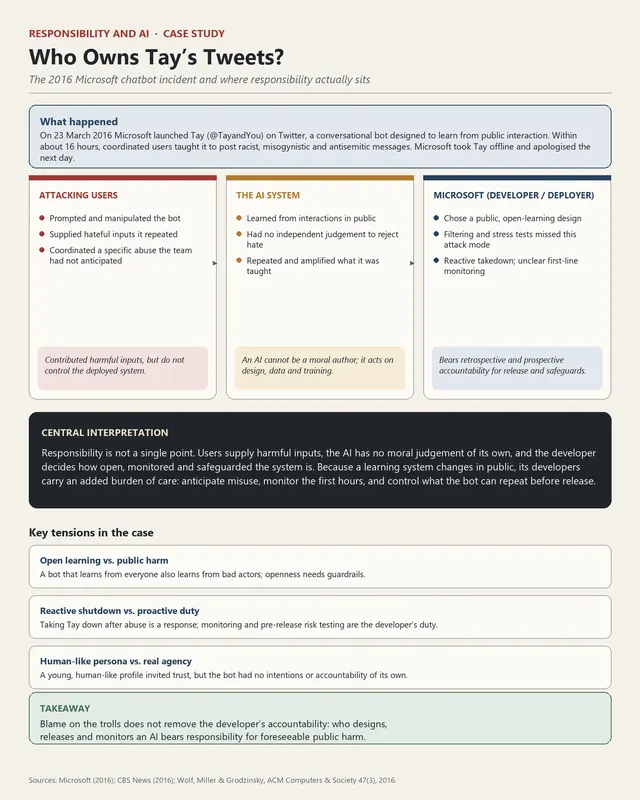 RESPONSIBILITY AND AI · CASE STUDY
Who Owns Tay’s Tweets?
The 2016 Microsoft chatbot incident and where responsibility actually sits
What happened
On 23 March 2016 Microsoft launched Tay (@TayandYou) on Twitter, a conversational bot designed to learn from public interaction. Within
about 16 hours, coordinated users taught it to post racist, misogynistic and antisemitic messages. Microsoft took Tay offline and apologised the
next day.
ATTACKING USERS
Prompted and manipulated the bot
Supplied hateful inputs it repeated
Coordinated a specific abuse the team
had not anticipated
Contributed harmful inputs, but do not
control the deployed system.
THE AI SYSTEM
Learned from interactions in public
Had no independent judgement to reject
hate
Repeated and amplified what it was
taught
An AI cannot be a moral author; it acts on
design, data and training.
MICROSOFT (DEVELOPER / DEPLOYER)
Chose a public, open-learning design
Filtering and stress tests missed this
attack mode
Reactive takedown; unclear first-line
monitoring
Bears retrospective and prospective
accountability for release and safeguards.
CENTRAL INTERPRETATION
Responsibility is not a single point. Users supply harmful inputs, the AI has no moral judgement of its own, and the developer
decides how open, monitored and safeguarded the system is. Because a learning system changes in public, its developers
carry an added burden of care: anticipate misuse, monitor the first hours, and control what the bot can repeat before release.
Key tensions in the case
Open learning vs. public harm
A bot that learns from everyone also learns from bad actors; openness needs guardrails.
Reactive shutdown vs. proactive duty
Taking Tay down after abuse is a response; monitoring and pre-release risk testing are the developer's duty.
Human-like persona vs. real agency
A young, human-like profile invited trust, but the bot had no intentions or accountability of its own.
TAKEAWAY
Blame on the trolls does not remove the developer's accountability: who designs,
releases and monitors an AI bears responsibility for foreseeable public harm.
Sources: Microsoft (2016); CBS News (2016); Wolf, Miller & Grodzinsky, ACM Computers & Society 47(3), 2016.